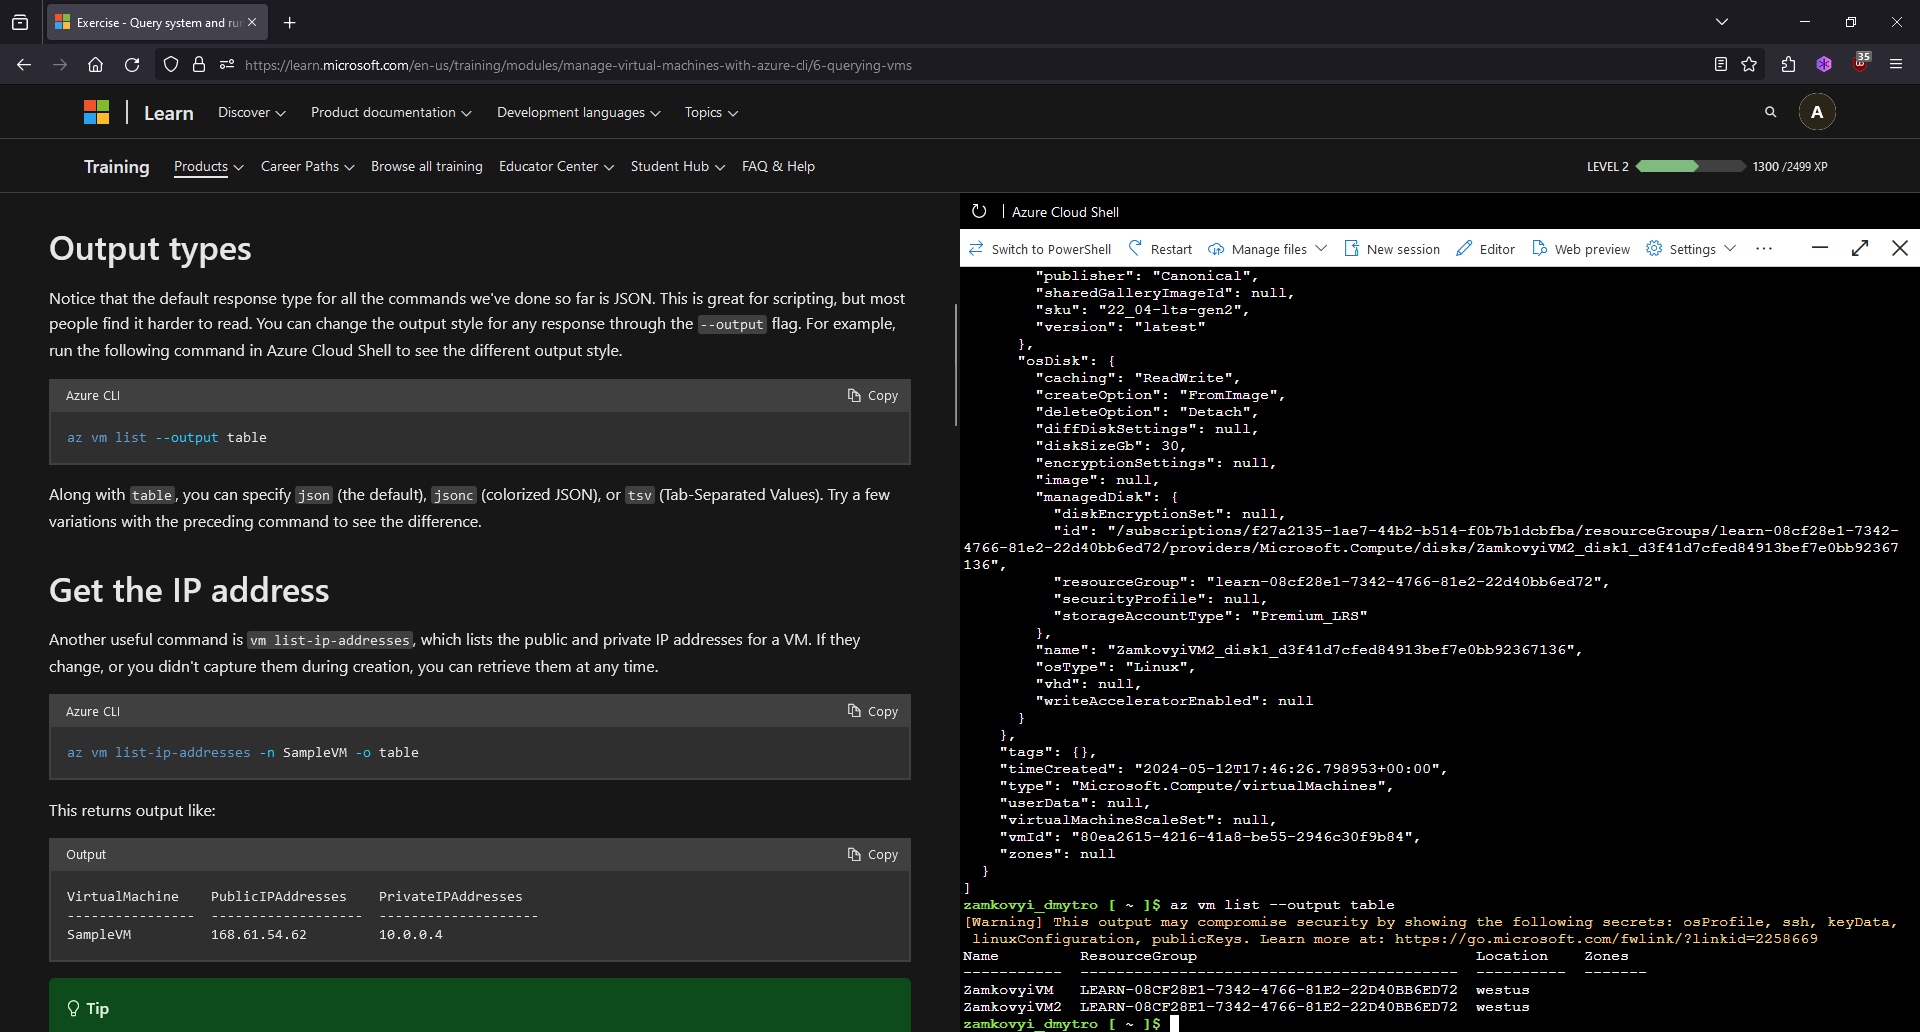 Exercise - Query system and ru
https://learn.microsoft.com/en-us/training/modules/manage-virtual-machines-with-azure-cli/6-querying-vms
35
Learn
Discover
Product documentation
Development languages
Topics
A
Training
Products
Career Paths
Browse all training
Educator Center
Student Hub
FAQ & Help
LEVEL 2
1300 /2499 XP
Output types
Notice that the default response type for all the commands we've done so far is JSON. This is great for scripting, but most
people find it harder to read. You can change the output style for any response through the --output flag. For example,
run the following command in Azure Cloud Shell to see the different output style.
Azure CLI
Copy
az vm list --output table
Along with table, you can specify json (the default), jsonc (colorized JSON), or tsv (Tab-Separated Values). Try a few
variations with the preceding command to see the difference.
Get the IP address
Another useful command is vm list-ip-addresses, which lists the public and private IP addresses for a VM. If they
change, or you didn't capture them during creation, you can retrieve them at any time.
Azure CLI
Copy
az vm list-ip-addresses -n SampleVM -o table
This returns output like:
Output
Copy
VirtualMachine    PublicIPAddresses    PrivateIPAddresses
----------------  -------------------  --------------------
SampleVM          168.61.54.62         10.0.0.4
Tip
Azure Cloud Shell
Switch to PowerShell
Restart
Manage files
New session
Editor
Web preview
Settings
"publisher": "Canonical",
"sharedGalleryImageId": null,
"sku": "22_04-lts-gen2",
"version": "latest"
},
"osDisk": {
"caching": "ReadWrite",
"createOption": "FromImage",
"deleteOption": "Detach",
"diffDiskSettings": null,
"diskSizeGb": 30,
"encryptionSettings": null,
"image": null,
"managedDisk": {
"diskEncryptionSet": null,
"id": "/subscriptions/f27a2135-1ae7-44b2-b514-f0b7b1dcbfba/resourceGroups/learn-08cf28e1-7342-
4766-81e2-22d40bb6ed72/providers/Microsoft.Compute/disks/ZamkovyiVM2_disk1_d3f41d7cfed84913bef7e0bb92367
136",
"resourceGroup": "learn-08cf28e1-7342-4766-81e2-22d40bb6ed72",
"securityProfile": null,
"storageAccountType": "Premium_LRS"
},
"name": "ZamkovyiVM2_disk1_d3f41d7cfed84913bef7e0bb92367136",
"osType": "Linux",
"vhd": null,
"writeAcceleratorEnabled": null
}
},
"tags": {},
"timeCreated": "2024-05-12T17:46:26.798953+00:00",
"type": "Microsoft.Compute/virtualMachines",
"userData": null,
"virtualMachineScaleSet": null,
"vmId": "80ea2615-4216-41a8-be55-2946c30f9b84",
"zones": null
}
]
zamkovyi_dmytro [ ~ ]$ az vm list --output table
[Warning] This output may compromise security by showing the following secrets: osProfile, ssh, keyData,
linuxConfiguration, publicKeys. Learn more at: https://go.microsoft.com/fwlink/?linkid=2258669
Name         ResourceGroup                               Location    Zones
-----------  ------------------------------------------  ----------  -------
ZamkovyiVM   LEARN-08CF28E1-7342-4766-81E2-22D40BB6ED72  westus
ZamkovyiVM2  LEARN-08CF28E1-7342-4766-81E2-22D40BB6ED72  westus
zamkovyi_dmytro [ ~ ]$